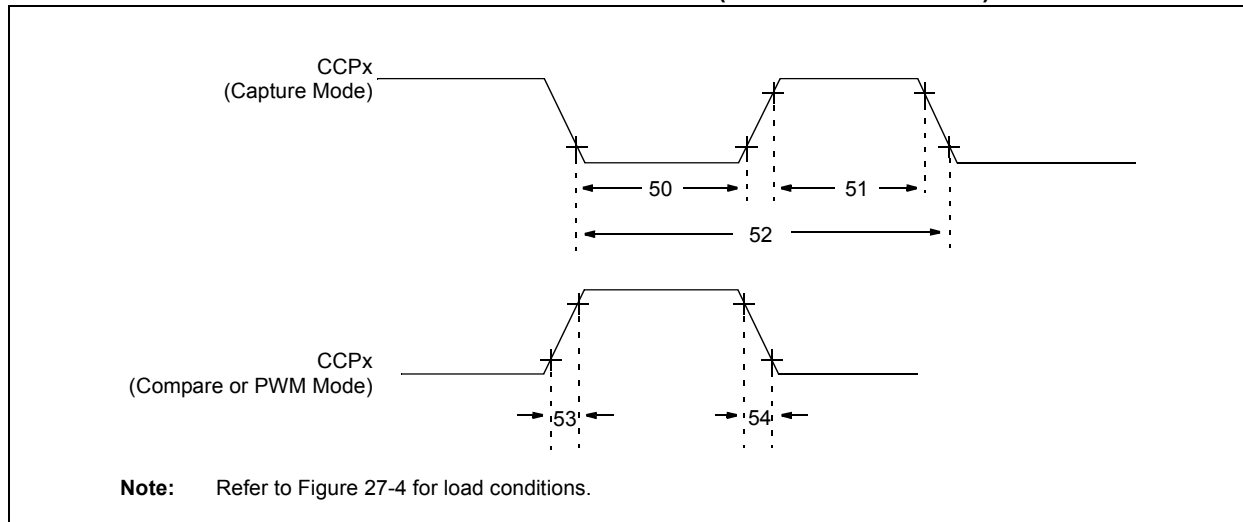 CCPx
(Capture Mode)
50
51
52
CCPx
(Compare or PWM Mode)
53
54
Note: Refer to Figure 27-4 for load conditions.